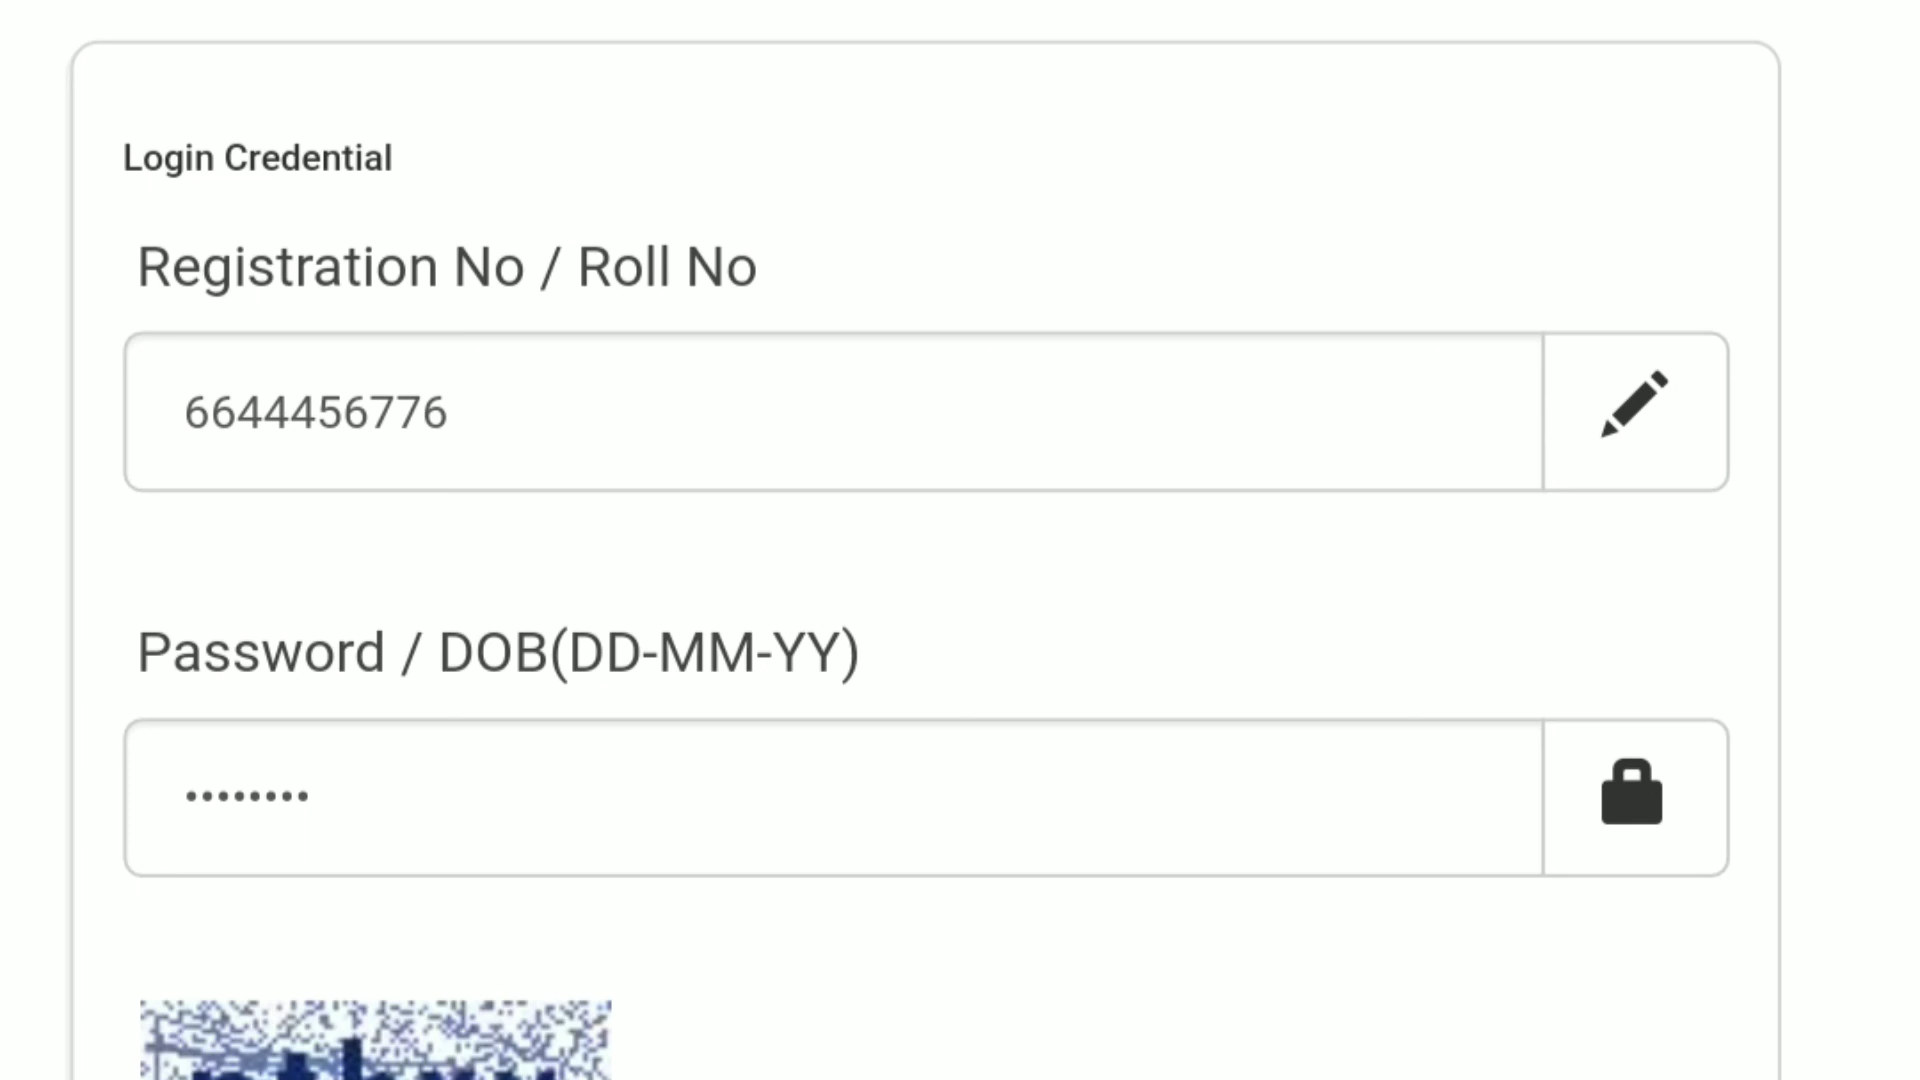 Login Credential
Registration No / Roll No
6644456776
Password / DOB(DD-MM-YY)
••••••••